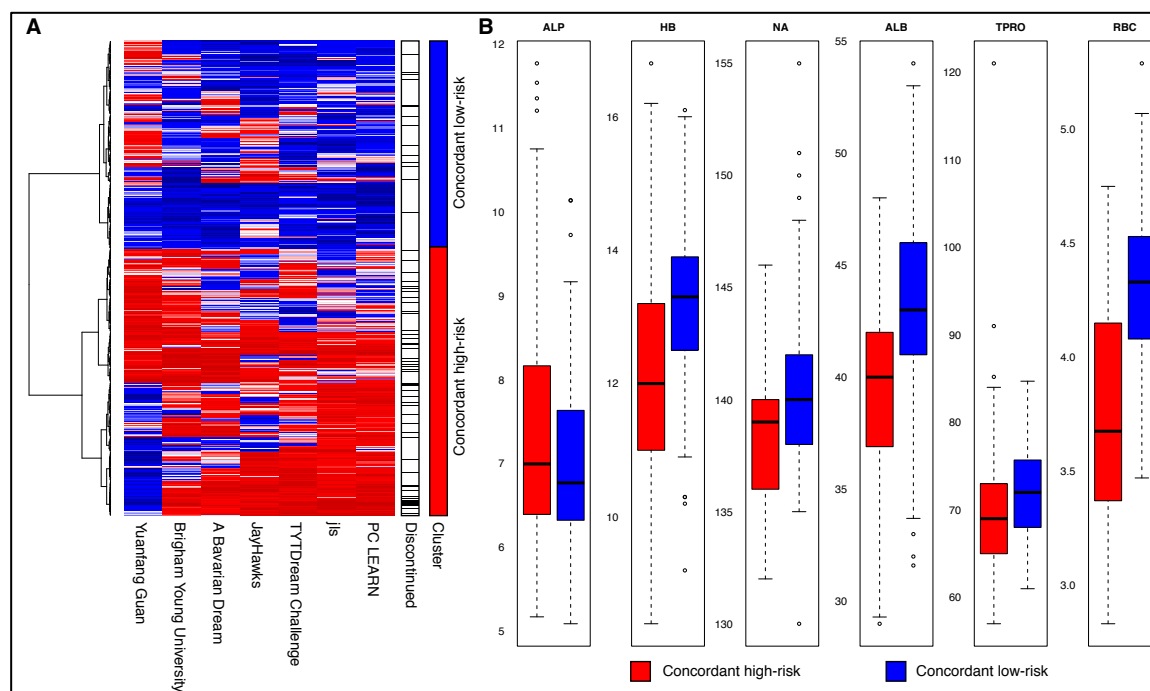 A
Yuanfang Guan
Brigham Young University
A Bavarian Dream
JayHawks
TYTDream Challenge
jls
PC LEARN
Discontinued
Cluster
Concordant low-risk
Concordant high-risk
B
ALP
HB
NA
ALB
TPRO
RBC
12
11
10
9
8
7
6
5
16
14
12
10
155
150
145
140
135
130
55
50
45
40
35
30
120
110
100
90
80
70
60
5.0
4.5
4.0
3.5
3.0
Concordant high-risk
Concordant low-risk